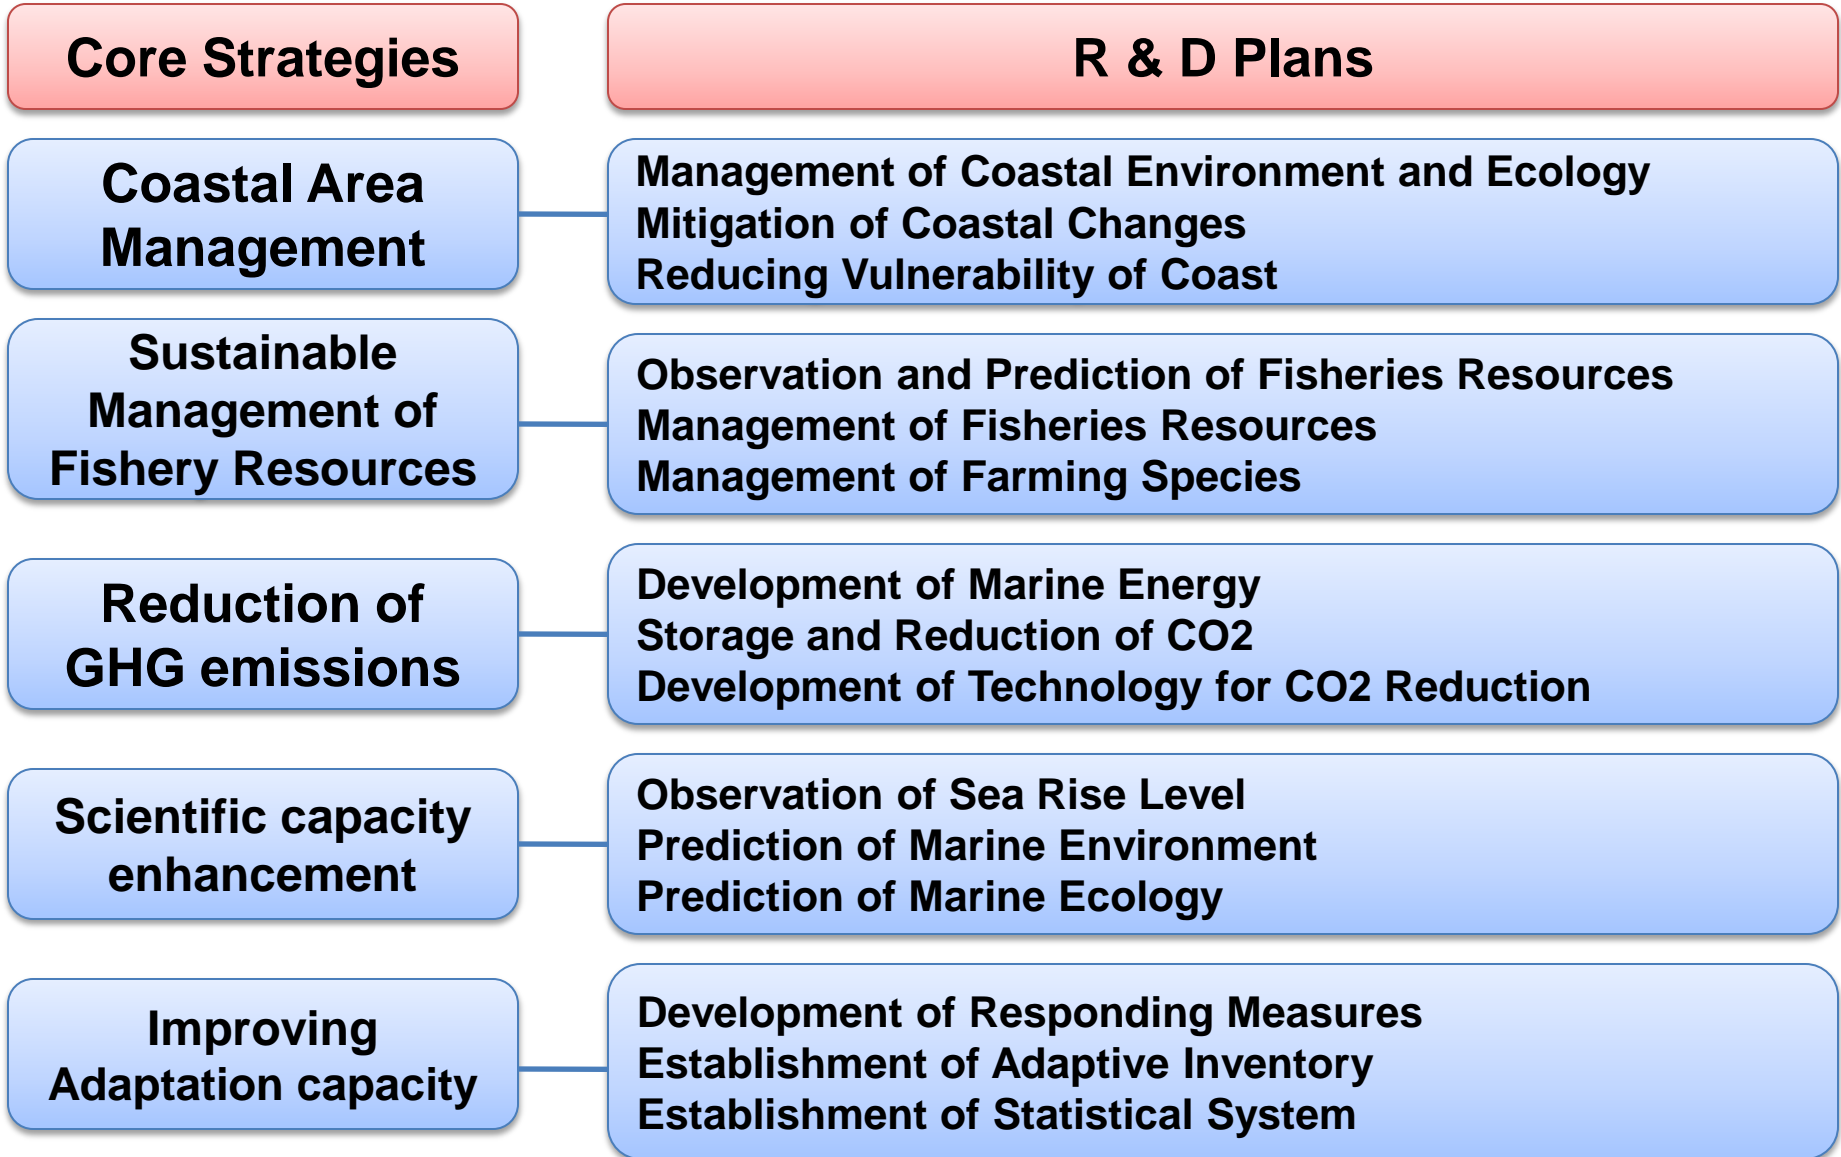 Core Strategies
R & D Plans
Coastal Area
Management
Management of Coastal Environment and Ecology
Mitigation of Coastal Changes
Reducing Vulnerability of Coast
Sustainable
Management of
Fishery Resources
Observation and Prediction of Fisheries Resources
Management of Fisheries Resources
Management of Farming Species
Reduction of
GHG emissions
Development of Marine Energy
Storage and Reduction of CO2
Development of Technology for CO2 Reduction
Scientific capacity
enhancement
Observation of Sea Rise Level
Prediction of Marine Environment
Prediction of Marine Ecology
Improving
Adaptation capacity
Development of Responding Measures
Establishment of Adaptive Inventory
Establishment of Statistical System